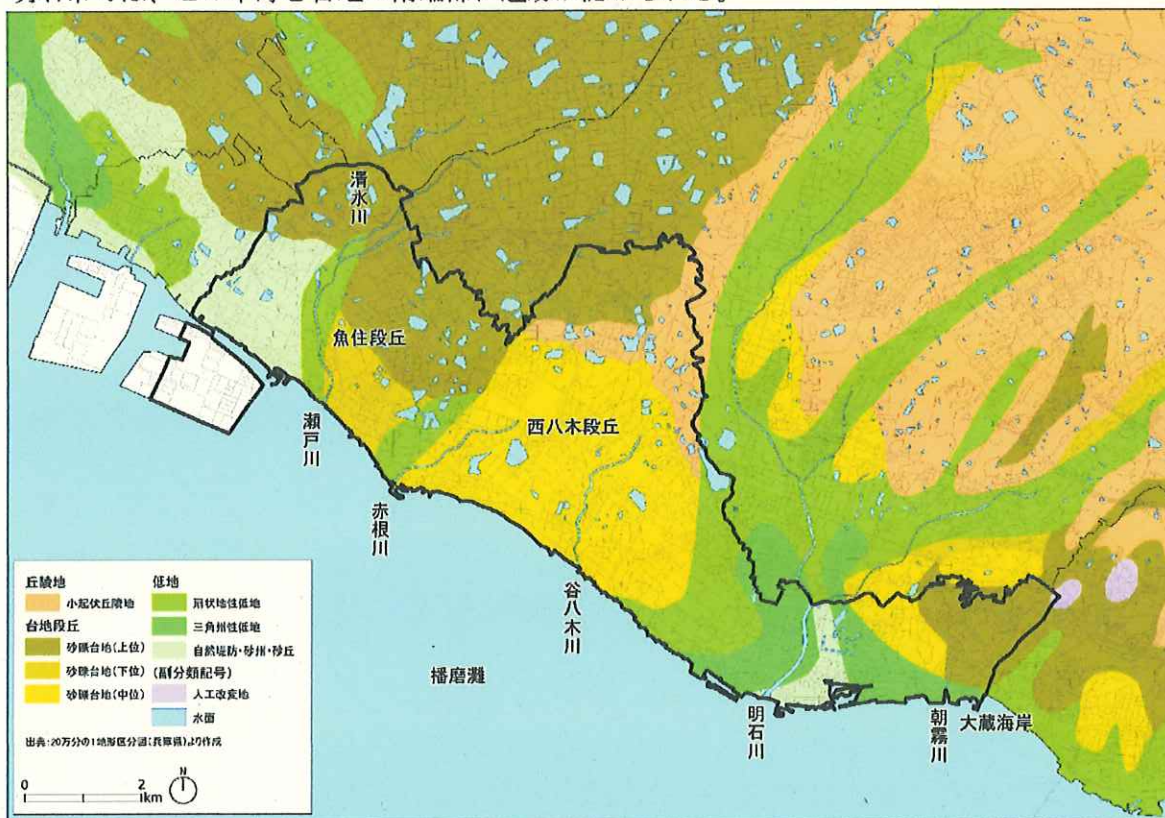 清水川
魚住段丘
西八木段丘
瀬戸川
赤根川
谷八木川
播磨灘
明石川
朝霧川
大蔵海岸
丘陵地
小起伏丘陵地
台地段丘
砂礫台地(上位)
砂礫台地(下位)
砂礫台地(中位)
低地
扇状地性低地
三角州性低地
自然堤防・砂州・砂丘
(副分類記号)
人工改変地
水面
出典:20万分の1地形区分図(兵庫県)より作成
0 2
1km
N